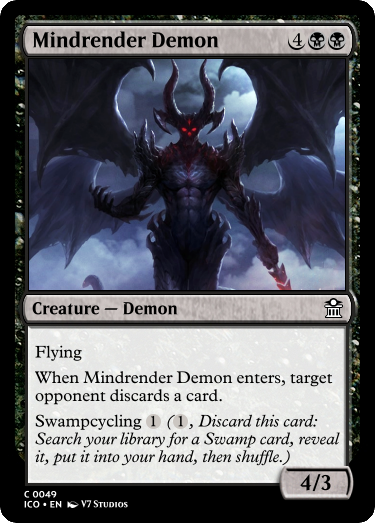 Mindrender Demon 4
Creature — Demon
Flying
When Mindrender Demon enters, target
opponent discards a card.
Swampcycling 1 (1, Discard this card:
Search your library for a Swamp card, reveal
it, put it into your hand, then shuffle.)
4/3
C 0049
ICO • EN V7 Studios